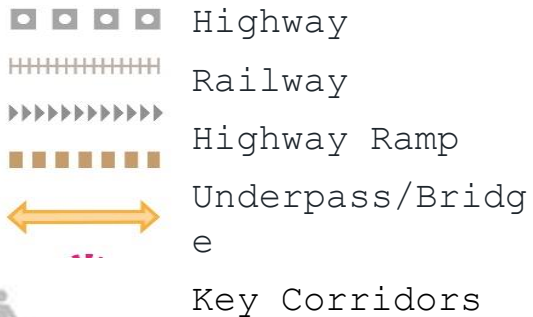 Highway
Railway
Highway Ramp
Underpass/Bridg
e
Key Corridors